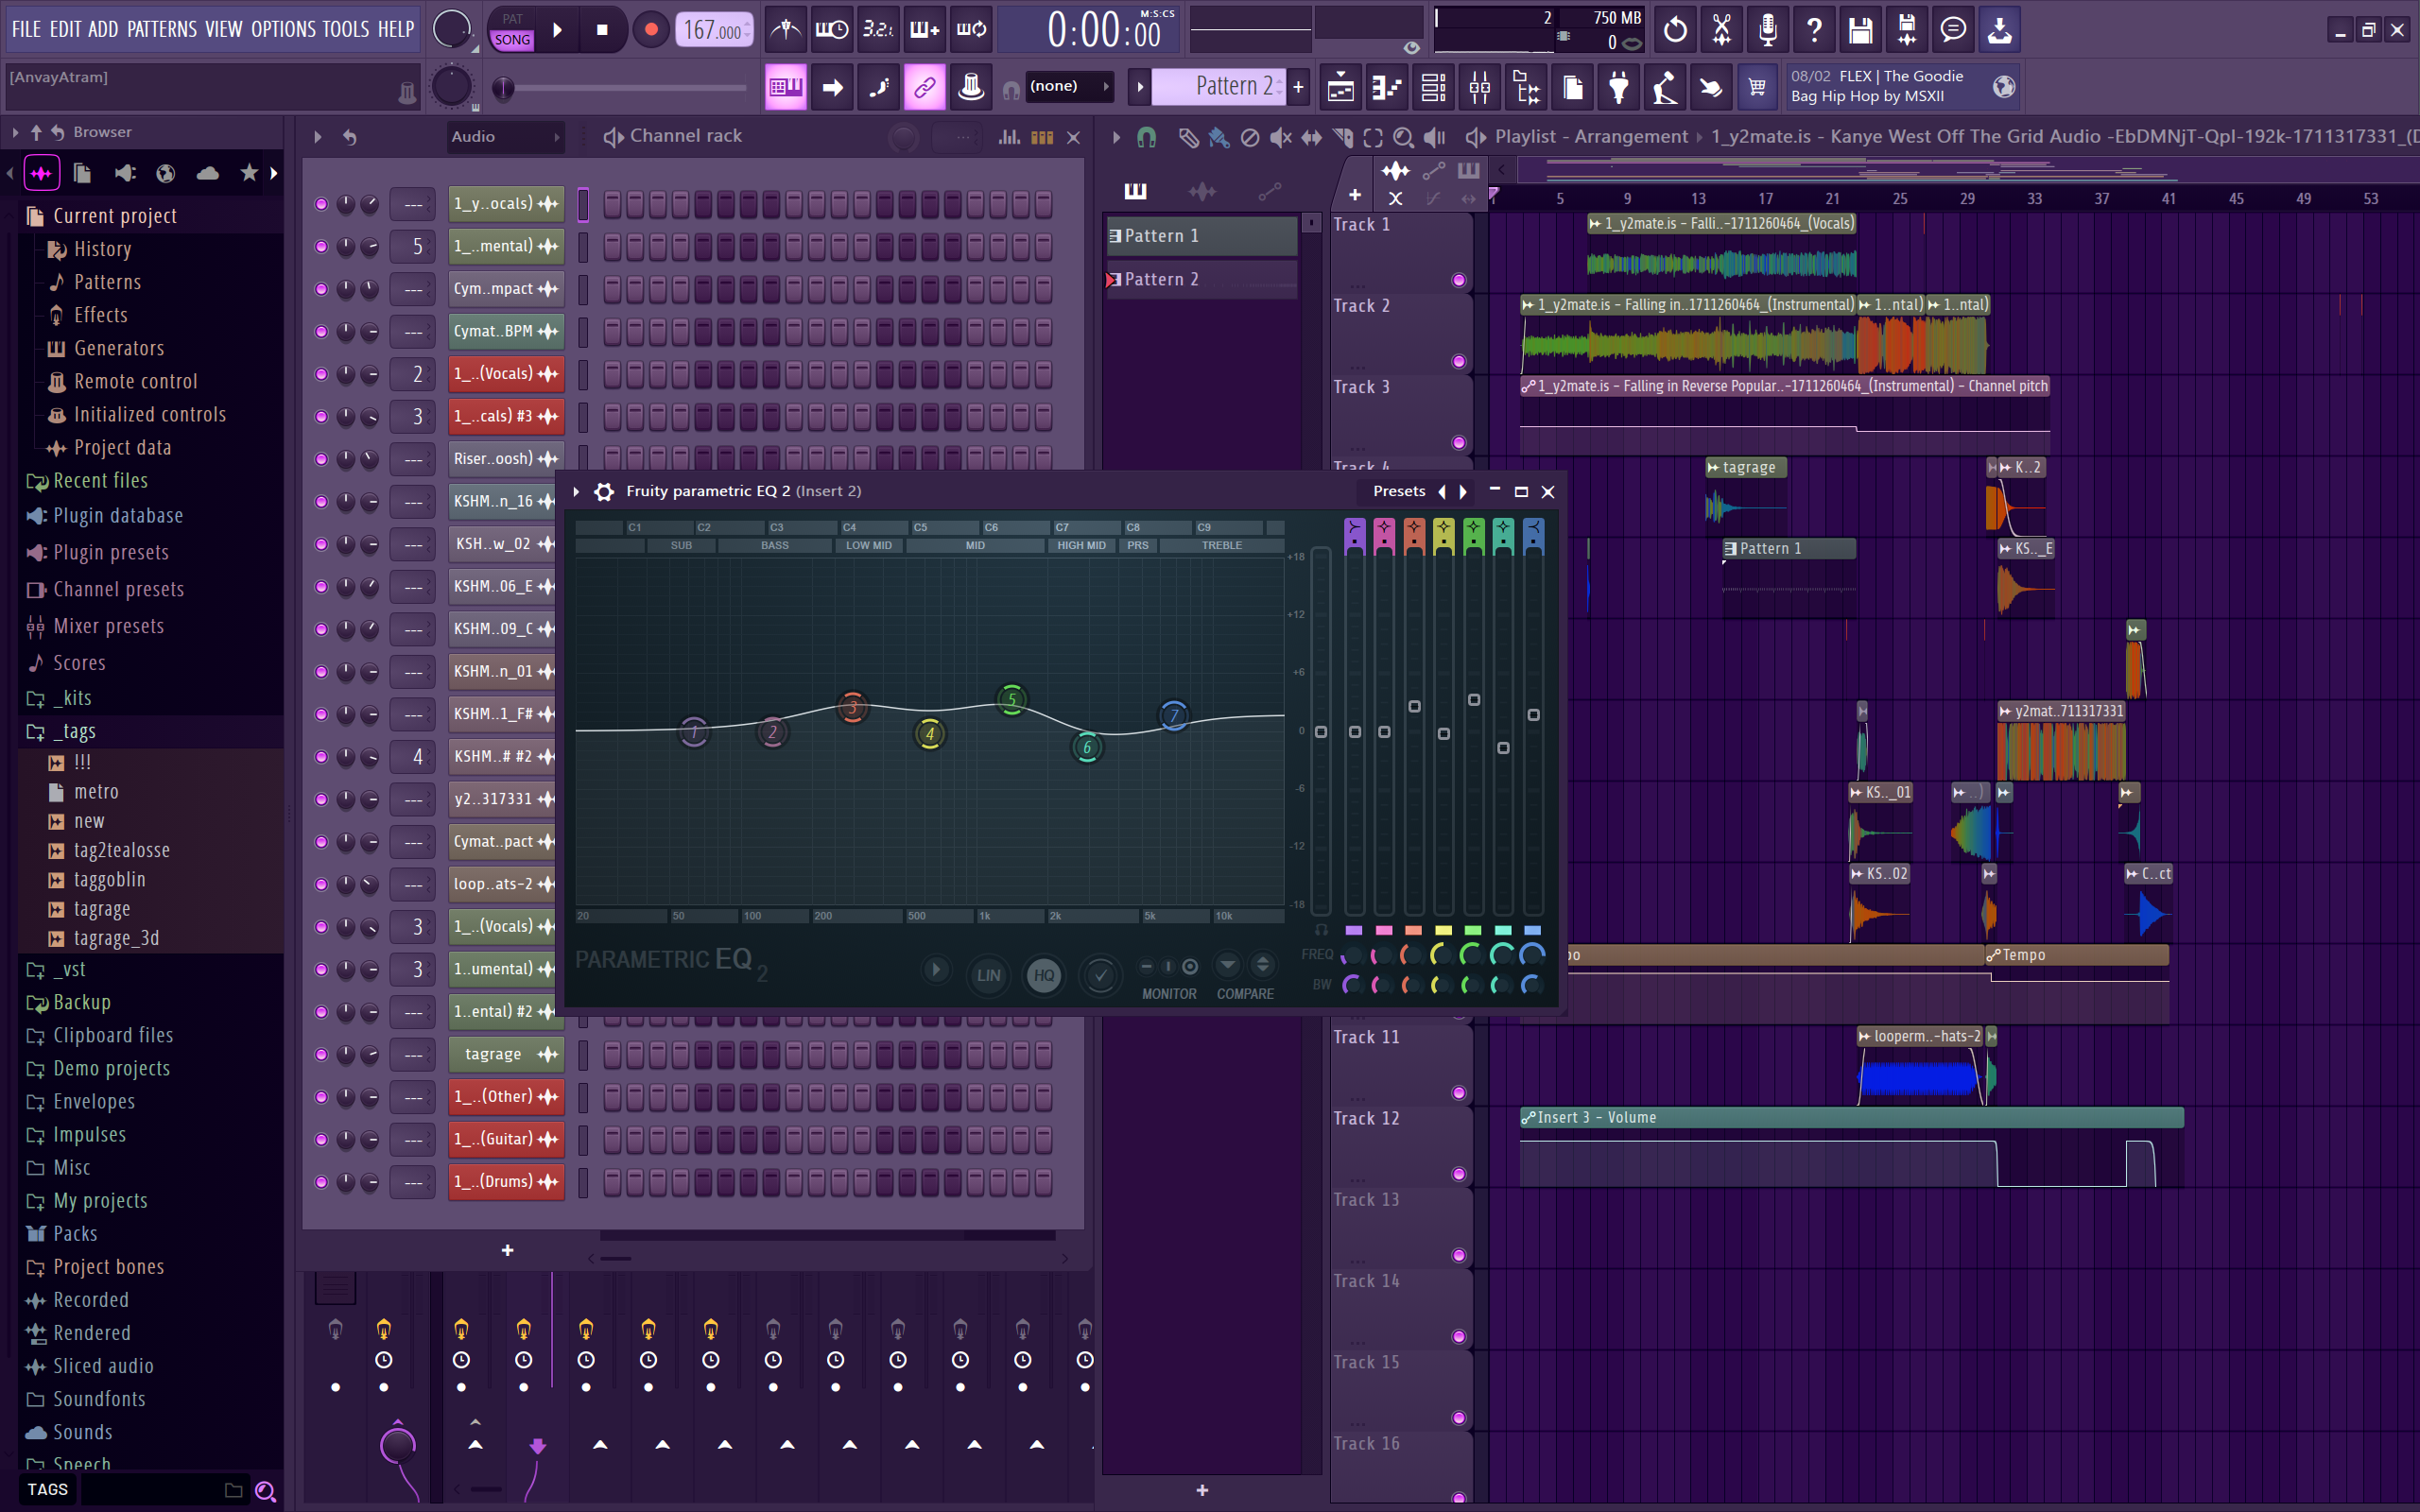 FILE EDIT ADD PATTERNS VIEW OPTIONS TOOLS HELP
PAT
SONG
167.000
3.2.1
0:00:00
M:S:CS
2
750 MB
0
[AnvayAtram]
(none)
Pattern 2
08/02 FLEX | The Goodie
Bag Hip Hop by MSXII
Browser
Current project
History
Patterns
Effects
Generators
Remote control
Initialized controls
Project data
Recent files
Plugin database
Plugin presets
Channel presets
Mixer presets
Scores
_kits
_tags
!!!
metro
new
tag2tealosse
taggoblin
tagrage
tagrage_3d
_vst
Backup
Clipboard files
Demo projects
Envelopes
Impulses
Misc
My projects
Packs
Project bones
Recorded
Rendered
Sliced audio
Soundfonts
Sounds
Speech
TAGS
Audio
Channel rack
--- 1_y..ocals)
5 1_..mental)
--- Cym..mpact
--- Cymat..BPM
2 1_..(Vocals)
3 1_..cals) #3
--- Riser..oosh)
--- KSHM..n_16
--- KSH..w_02
--- KSHM..06_E
--- KSHM..09_C
--- KSHM..n_01
--- KSHM..1_F#
4 KSHM..# #2
--- y2..317331
--- Cymat..pact
--- loop..ats-2
3 1_..(Vocals)
3 1..umental)
--- 1..ental) #2
--- tagrage
--- 1_..(Other)
--- 1_..(Guitar)
--- 1_..(Drums)
Fruity parametric EQ 2 (Insert 2)
Presets
C1 C2 C3 C4 C5 C6 C7 C8 C9
SUB BASS LOW MID MID HIGH MID PRS TREBLE
+18
+12
+6
0
-6
-12
-18
1 2 3 4 5 6 7
20 50 100 200 500 1k 2k 5k 10k
PARAMETRIC EQ 2
LIN
HQ
MONITOR
COMPARE
FREQ
BW
Playlist - Arrangement
1_y2mate.is - Kanye West Off The Grid Audio -EbDMNjT-QpI-192k-1711317331_(D
5 9 13 17 21 25 29 33 37 41 45 49 53
Pattern 1
Pattern 2
Track 1
1_y2mate.is - Falli..-1711260464_(Vocals)
Track 2
1_y2mate.is - Falling in..1711260464_(Instrumental)
1..ntal)
1..ntal)
Track 3
1_y2mate.is - Falling in Reverse Popular..-1711260464_(Instrumental) - Channel pitch
Track 4
tagrage
K..2
Pattern 1
KS.._E
y2mat..711317331
KS.._01
..)
KS..02
C..ct
po
Tempo
Track 11
looperm..-hats-2
Track 12
Insert 3 - Volume
Track 13
Track 14
Track 15
Track 16